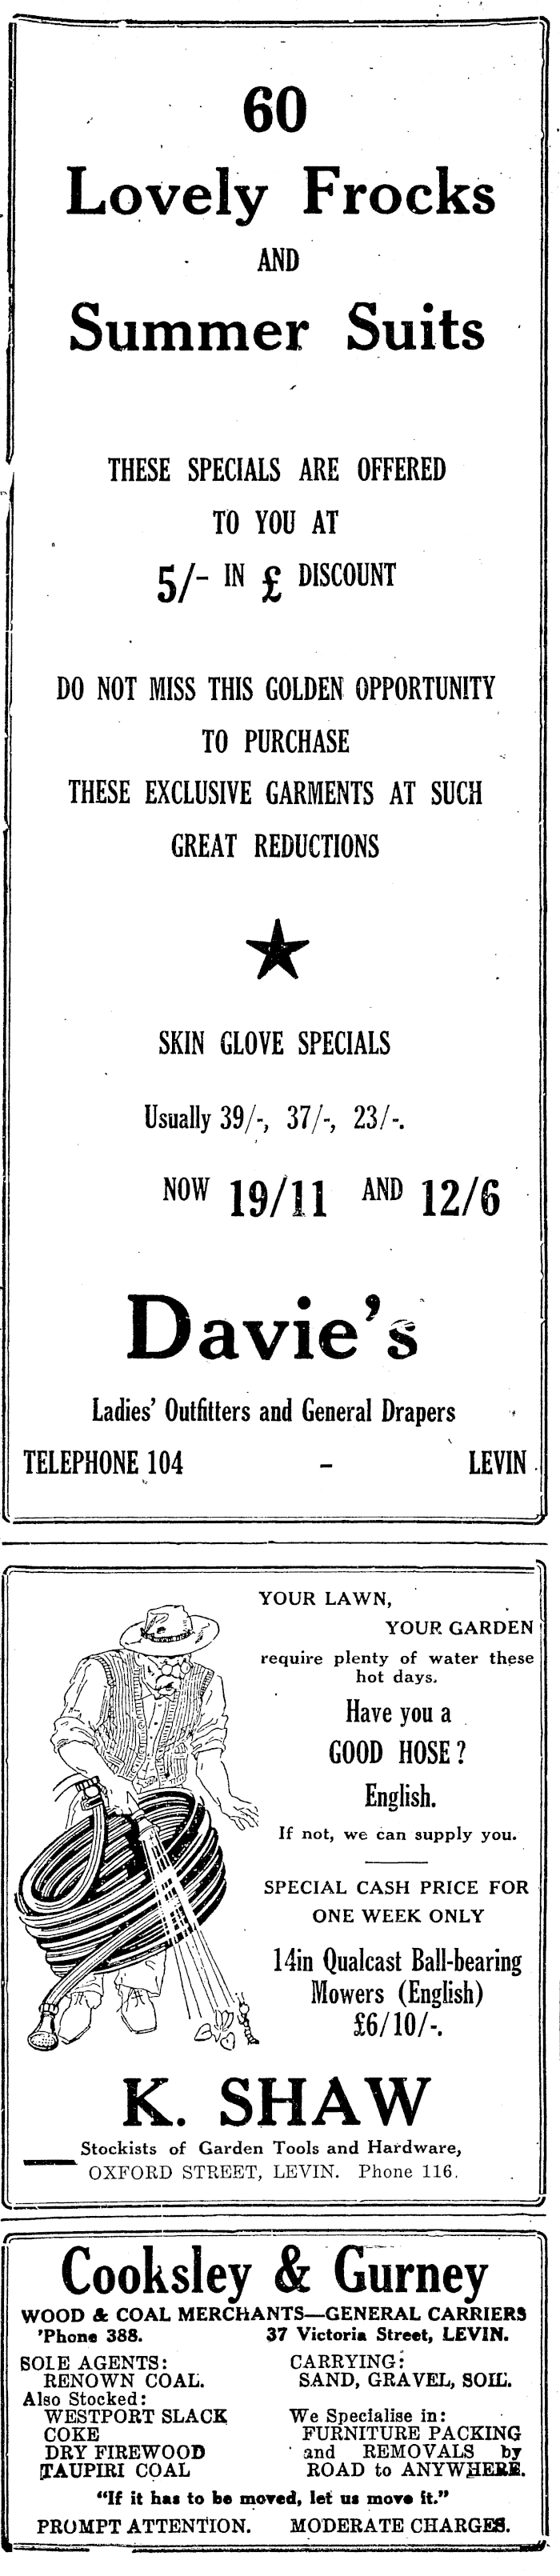 60
Lovely Frocks
AND
Summer Suits
THESE SPECIALS ARE OFFERED
TO YOU AT
5/- IN £ DISCOUNT
DO NOT MISS THIS GOLDEN OPPORTUNITY
TO PURCHASE
THESE EXCLUSIVE GARMENTS AT SUCH
GREAT REDUCTIONS
SKIN GLOVE SPECIALS
Usually 39/-, 37/-, 23/-.
NOW 19/11 AND 12/6
Davie's
Ladies' Outfitters and General Drapers
TELEPHONE 104 - LEVIN
YOUR LAWN,
YOUR GARDEN
require plenty of water these
hot days.
Have you a
GOOD HOSE?
English.
If not, we can supply you.
SPECIAL CASH PRICE FOR
ONE WEEK ONLY
14in Qualcast Ball-bearing
Mowers (English)
£6/10/-.
K. SHAW
Stockists of Garden Tools and Hardware,
OXFORD STREET, LEVIN. Phone 116.
Cooksley & Gurney
WOOD & COAL MERCHANTS—GENERAL CARRIERS
'Phone 388. 37 Victoria Street, LEVIN.
SOLE AGENTS:
RENOWN COAL.
Also Stocked:
WESTPORT SLACK
COKE
DRY FIREWOOD
TAUPIRI COAL
CARRYING:
SAND, GRAVEL, SOIL.
We Specialise in:
FURNITURE PACKING
and REMOVALS by
ROAD to ANYWHERE.
"If it has to be moved, let us move it."
PROMPT ATTENTION. MODERATE CHARGES.